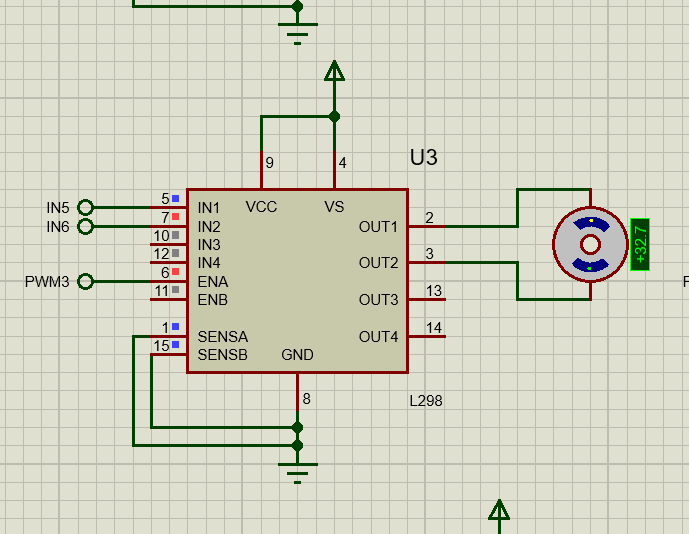 U3
9
4
5
IN1
VCC
VS
IN5
7
IN2
OUT1
2
IN6
10
IN3
12
IN4
OUT2
3
+32.7
6
ENA
PWM3
11
ENB
OUT3
13
1
SENSA
OUT4
14
15
SENSB
GND
8
L298